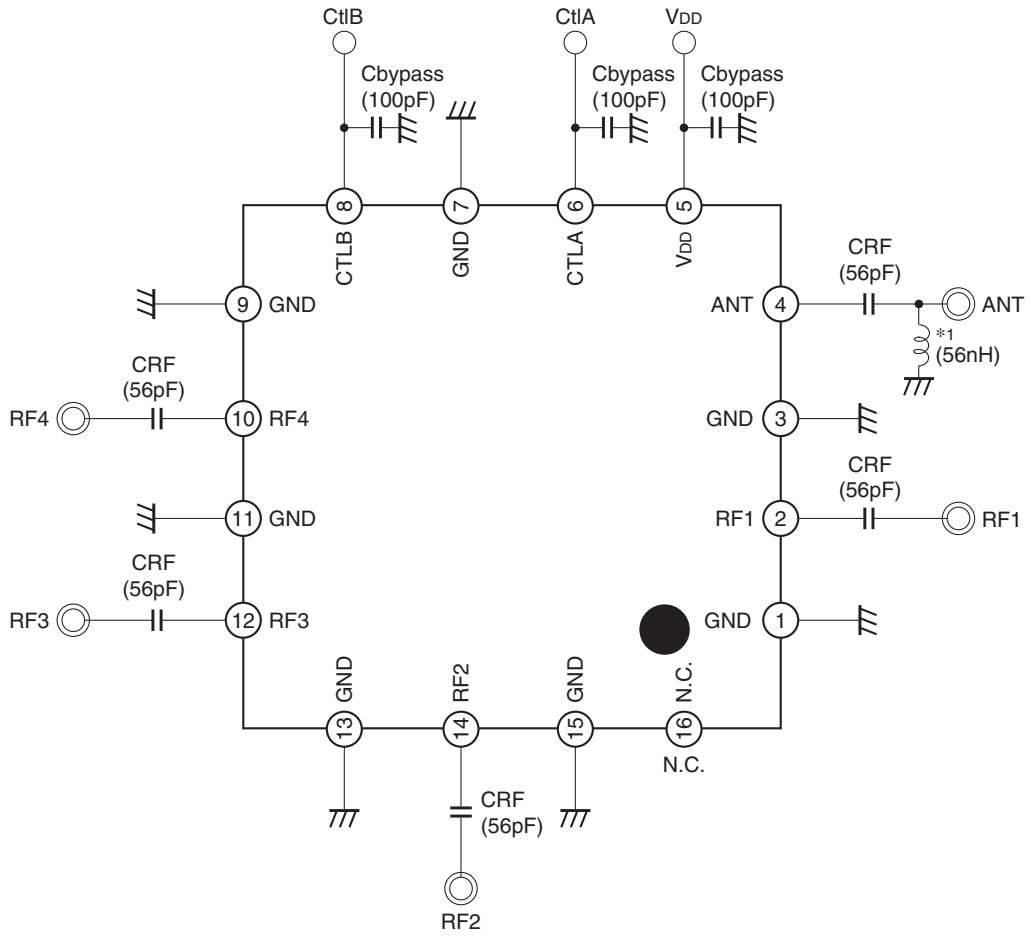 CtlB
CtlA
VDD
Cbypass
(100pF)
Cbypass
(100pF)
Cbypass
(100pF)
8
7
6
5
CTLB
GND
CTLA
VDD
CRF
(56pF)
9
GND
ANT
4
ANT
*1
(56nH)
CRF
(56pF)
RF4
10
RF4
GND
3
CRF
(56pF)
11
GND
RF1
2
RF1
CRF
(56pF)
RF3
12
RF3
GND
1
GND
RF2
GND
N.C.
13
14
15
16
N.C.
CRF
(56pF)
RF2